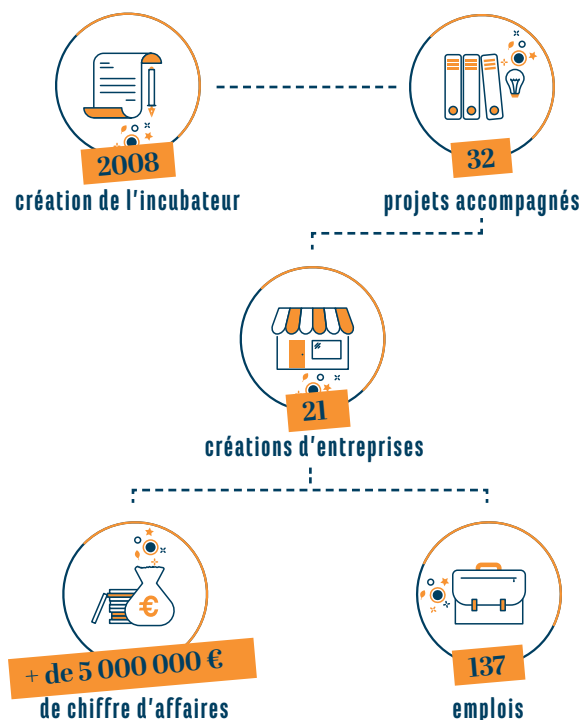 2008
création de l'incubateur
32
projets accompagnés
21
créations d'entreprises
€
+ de 5 000 000 €
de chiffre d'affaires
137
emplois